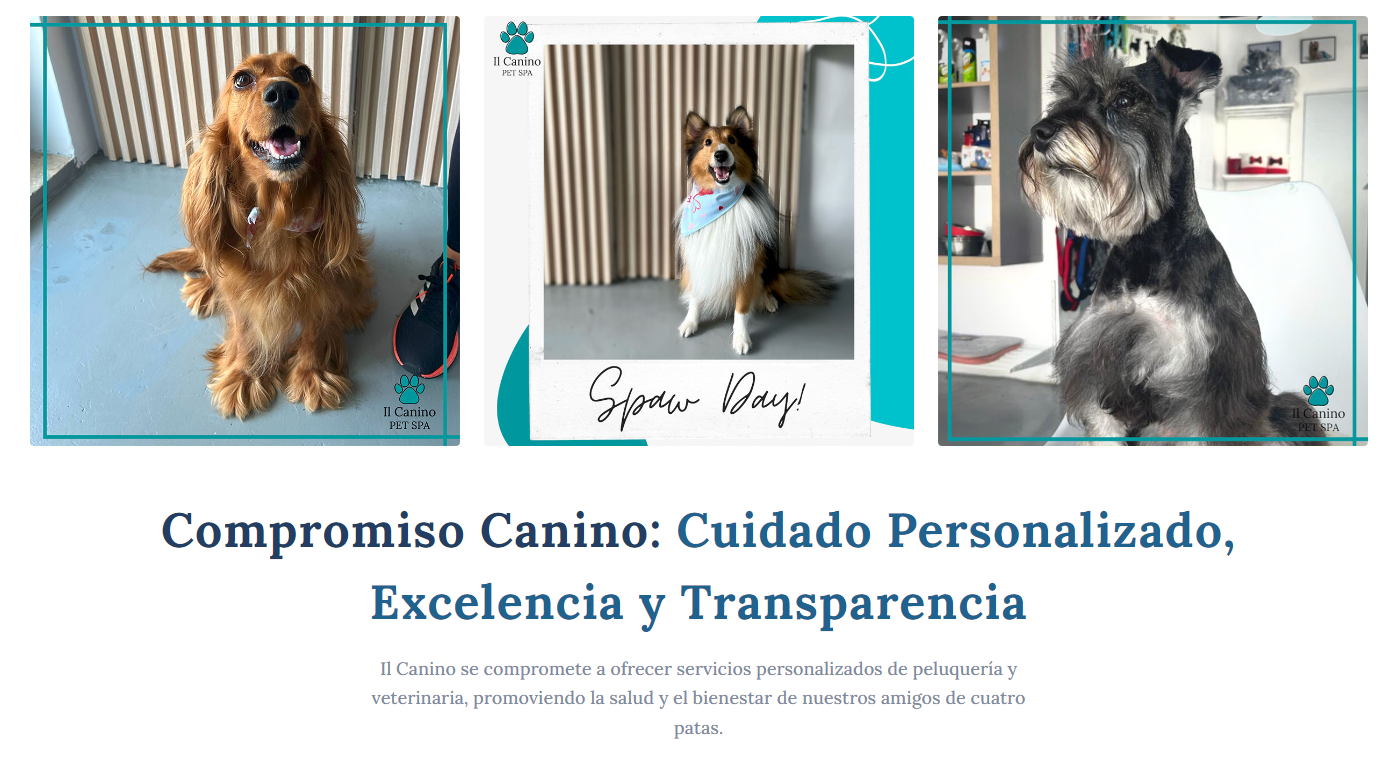 Il Canino
PET SPA
Il Canino
PET SPA
Spaw Day!
Il Canino
PET SPA
Compromiso Canino: Cuidado Personalizado,
Excelencia y Transparencia
Il Canino se compromete a ofrecer servicios personalizados de peluquería y
veterinaria, promoviendo la salud y el bienestar de nuestros amigos de cuatro
patas.